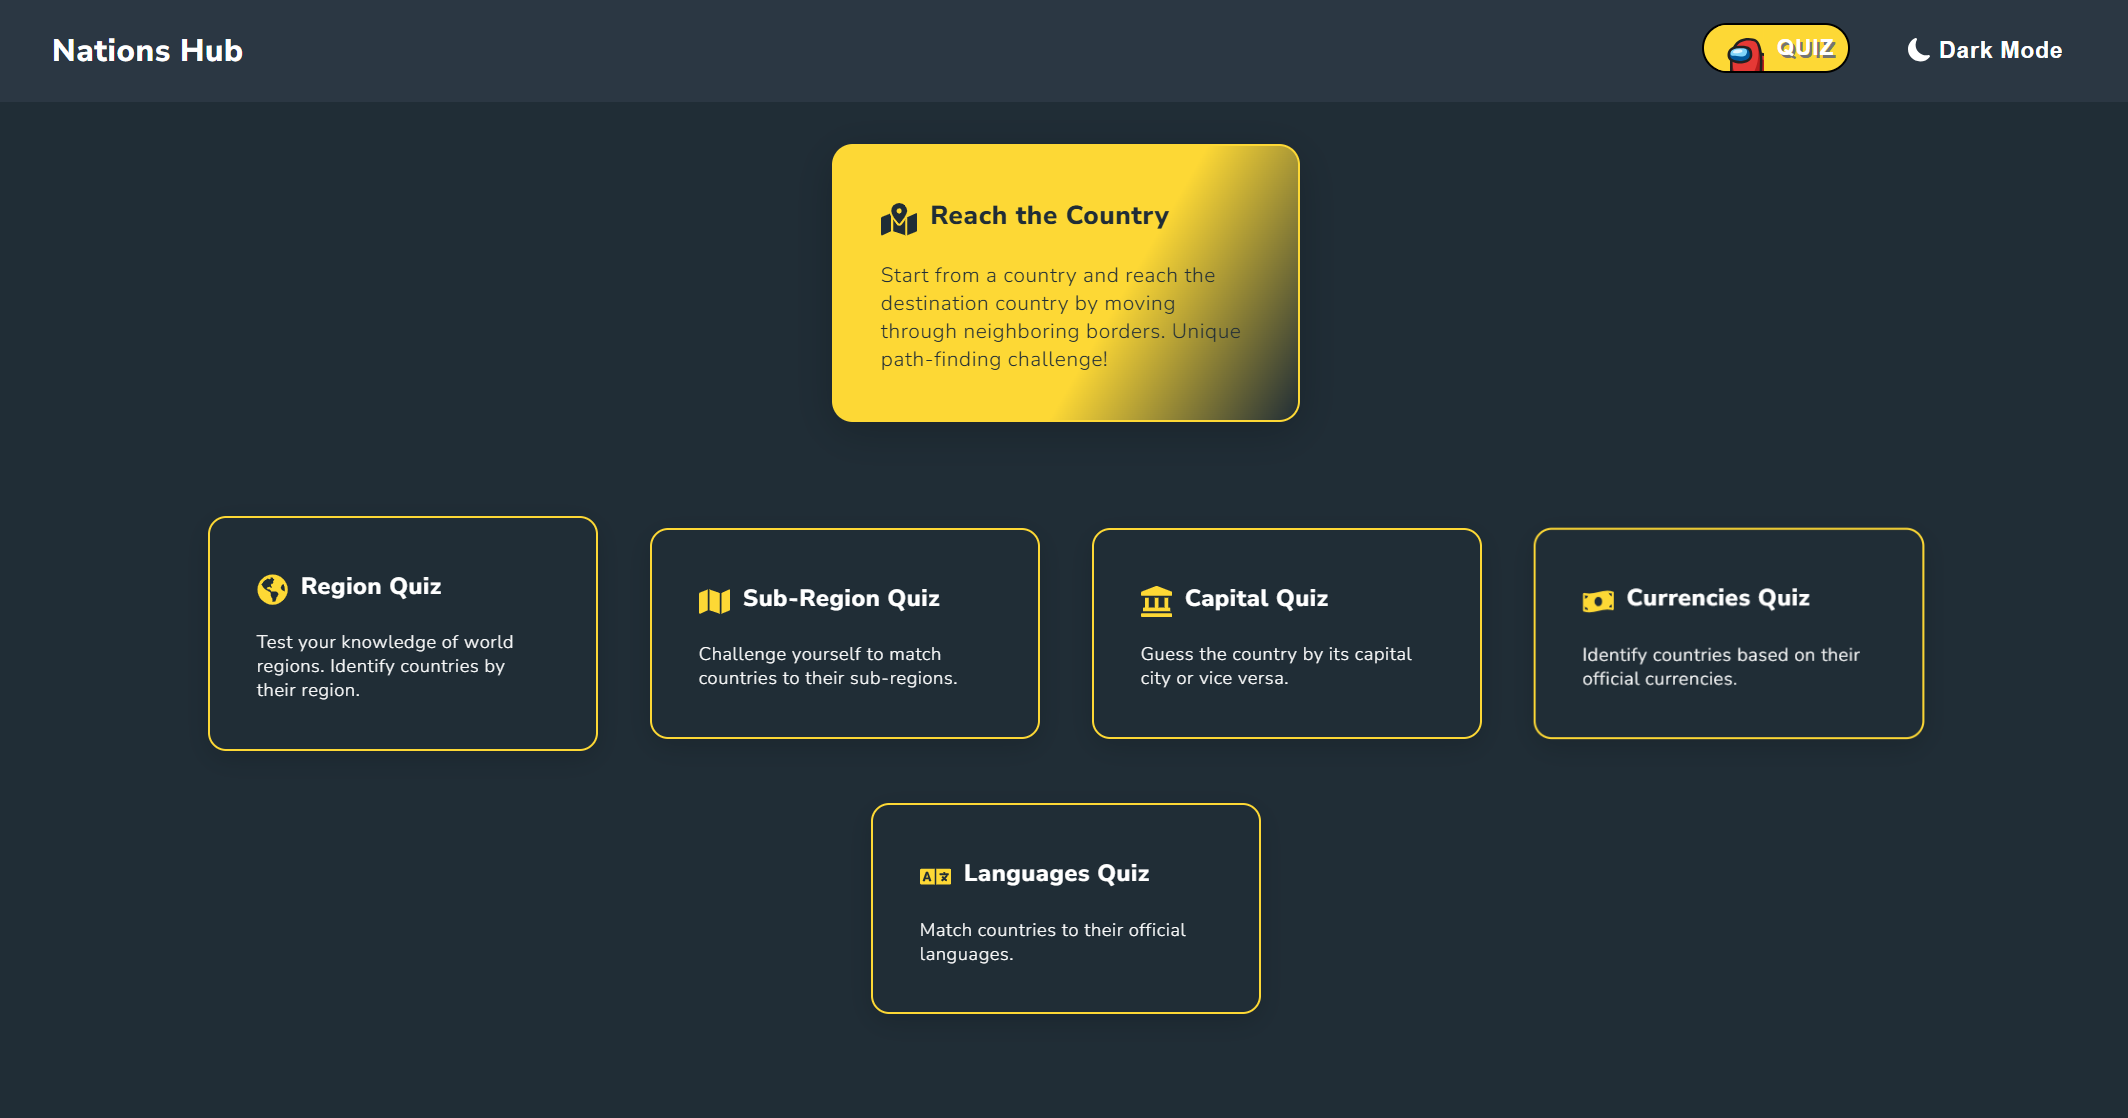 Nations Hub
QUIZ
Dark Mode
Reach the Country
Start from a country and reach the
destination country by moving
through neighboring borders. Unique
path-finding challenge!
Region Quiz
Test your knowledge of world
regions. Identify countries by
their region.
Sub-Region Quiz
Challenge yourself to match
countries to their sub-regions.
Capital Quiz
Guess the country by its capital
city or vice versa.
Currencies Quiz
Identify countries based on their
official currencies.
Languages Quiz
Match countries to their official
languages.